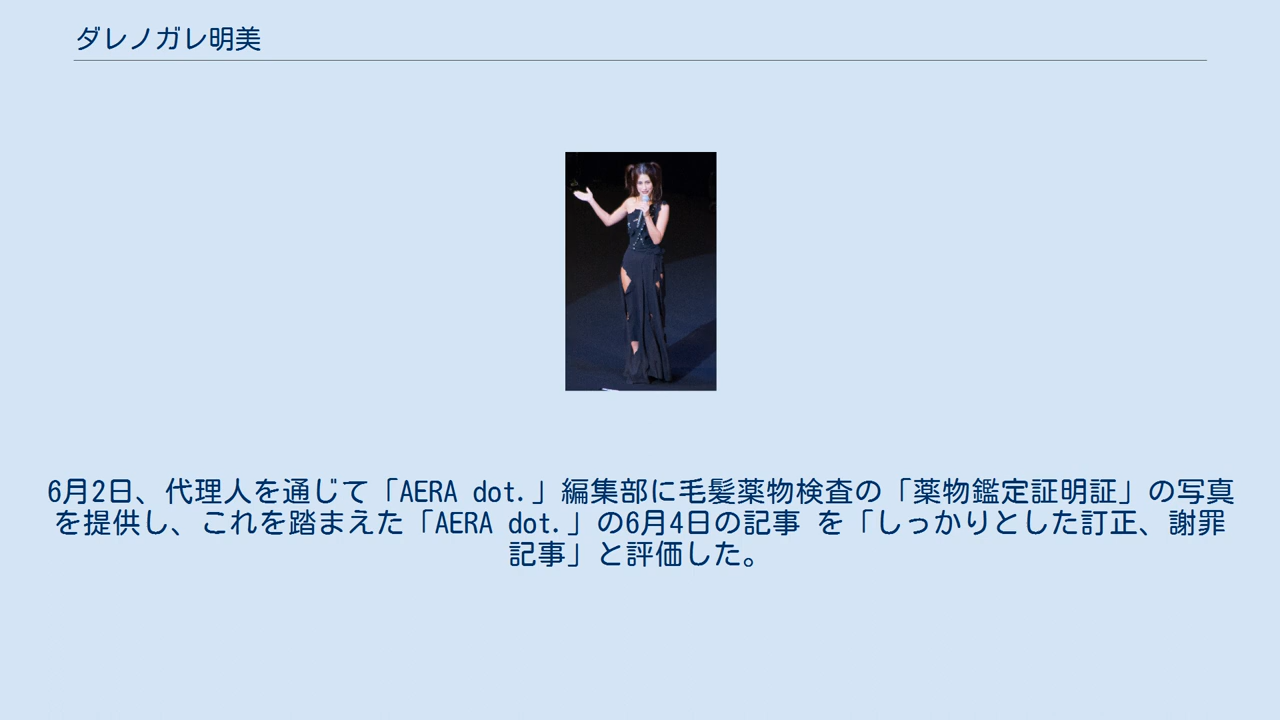 ダレノガレ明美
6月2日、代理人を通じて「AERA dot.」編集部に毛髪薬物検査の「薬物鑑定証明証」の写真
を提供し、これを踏まえた「AERA dot.」の6月4日の記事 を「しっかりとした訂正、謝罪
記事」と評価した。